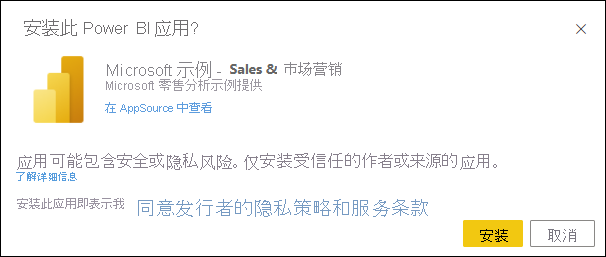 安装此 Power BI 应用?
Microsoft 示例 - Sales & 市场营销
Microsoft 零售分析示例提供
在 AppSource 中查看
应用可能包含安全或隐私风险。仅安装受信任的作者或来源的应用。
了解详细信息
安装此应用即表示我 同意发行者的隐私策略和服务条款
安装 取消